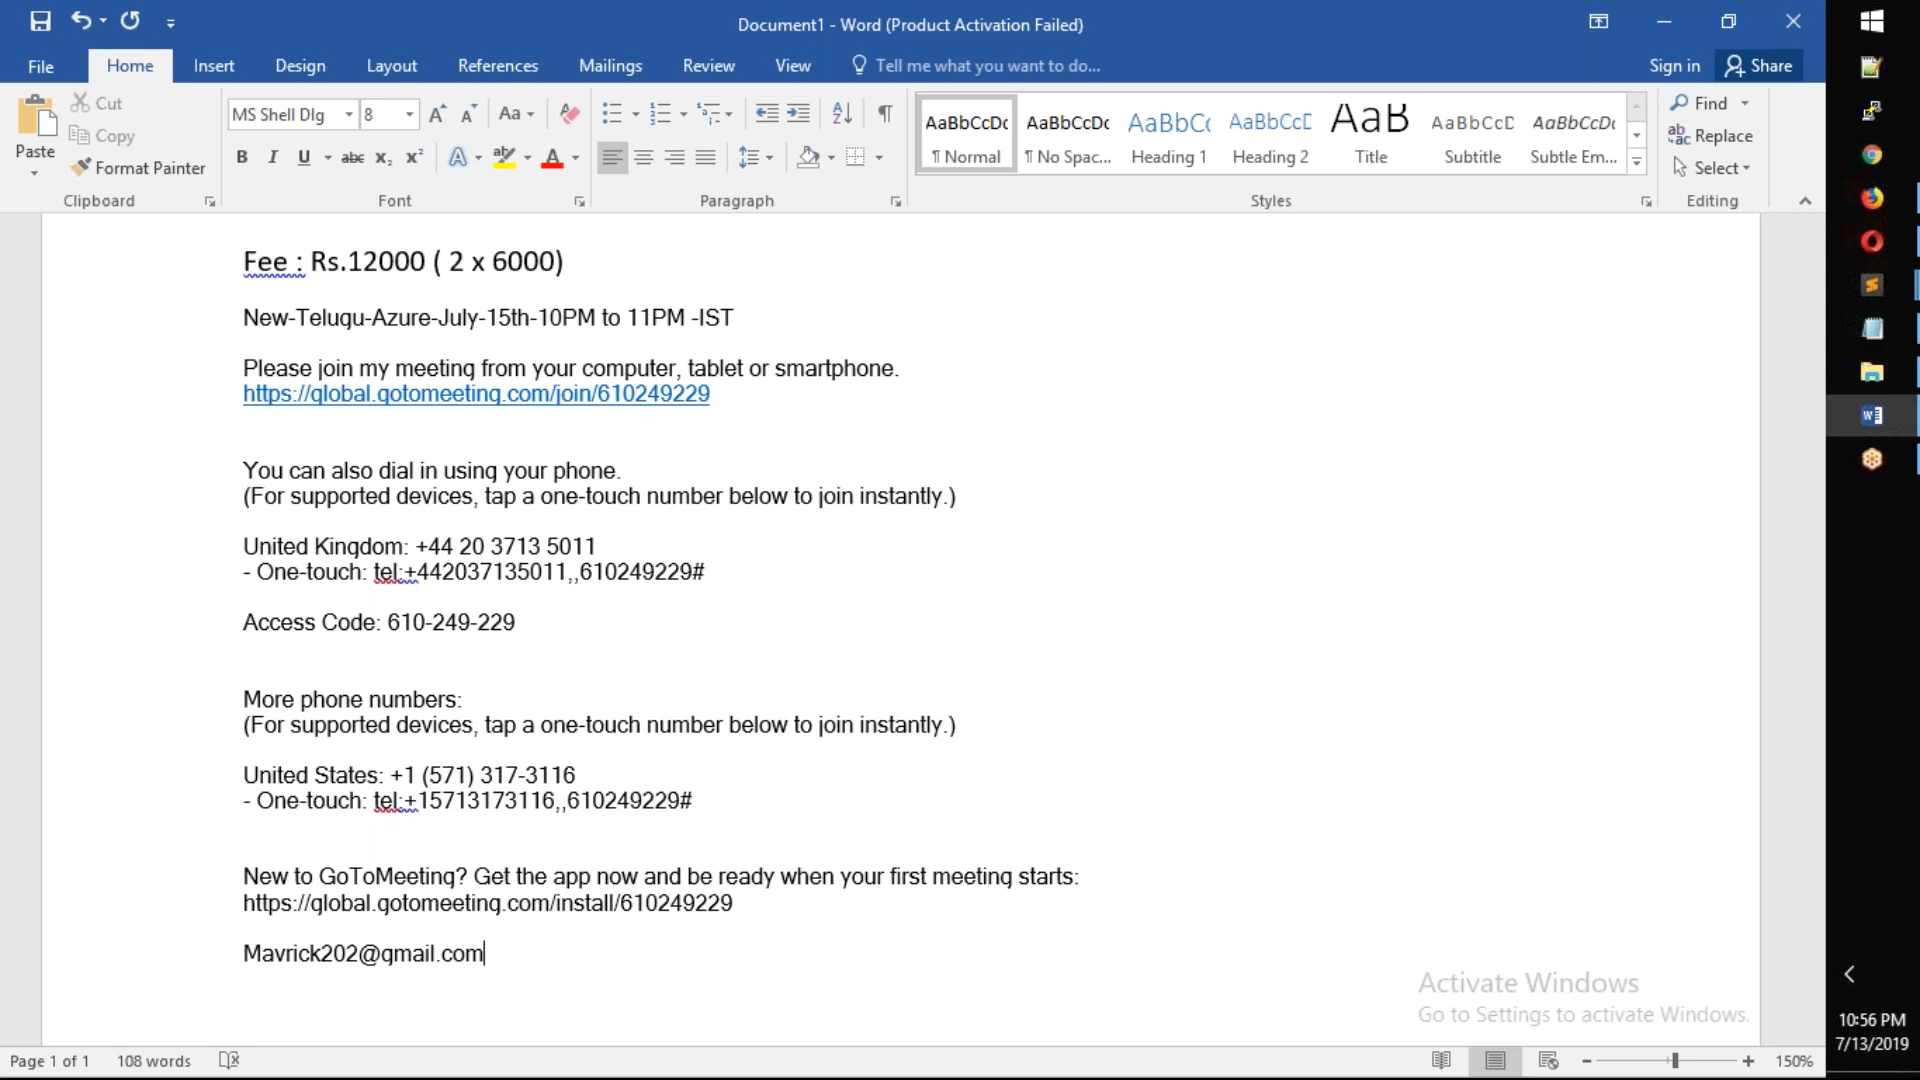 Document1 - Word (Product Activation Failed)
File Home Insert Design Layout References Mailings Review View Tell me what you want to do... Sign in Share
Paste
Cut
Copy
Format Painter
Clipboard
MS Shell Dlg 8
Font
Paragraph
AaBbCcDc AaBbCcDc AaBbCc AaBbCcD AaB AaBbCcD AaBbCcDc
¶ Normal ¶ No Spac... Heading 1 Heading 2 Title Subtitle Subtle Em...
Styles
Find
Replace
Select
Editing
Fee : Rs.12000 ( 2 x 6000)
New-Telugu-Azure-July-15th-10PM to 11PM -IST
Please join my meeting from your computer, tablet or smartphone.
https://global.gotomeeting.com/join/610249229
You can also dial in using your phone.
(For supported devices, tap a one-touch number below to join instantly.)
United Kingdom: +44 20 3713 5011
- One-touch: tel:+442037135011,,610249229#
Access Code: 610-249-229
More phone numbers:
(For supported devices, tap a one-touch number below to join instantly.)
United States: +1 (571) 317-3116
- One-touch: tel:+15713173116,,610249229#
New to GoToMeeting? Get the app now and be ready when your first meeting starts:
https://global.gotomeeting.com/install/610249229
Mavrick202@gmail.com
Activate Windows
Go to Settings to activate Windows.
Page 1 of 1 108 words 150%
10:56 PM
7/13/2019